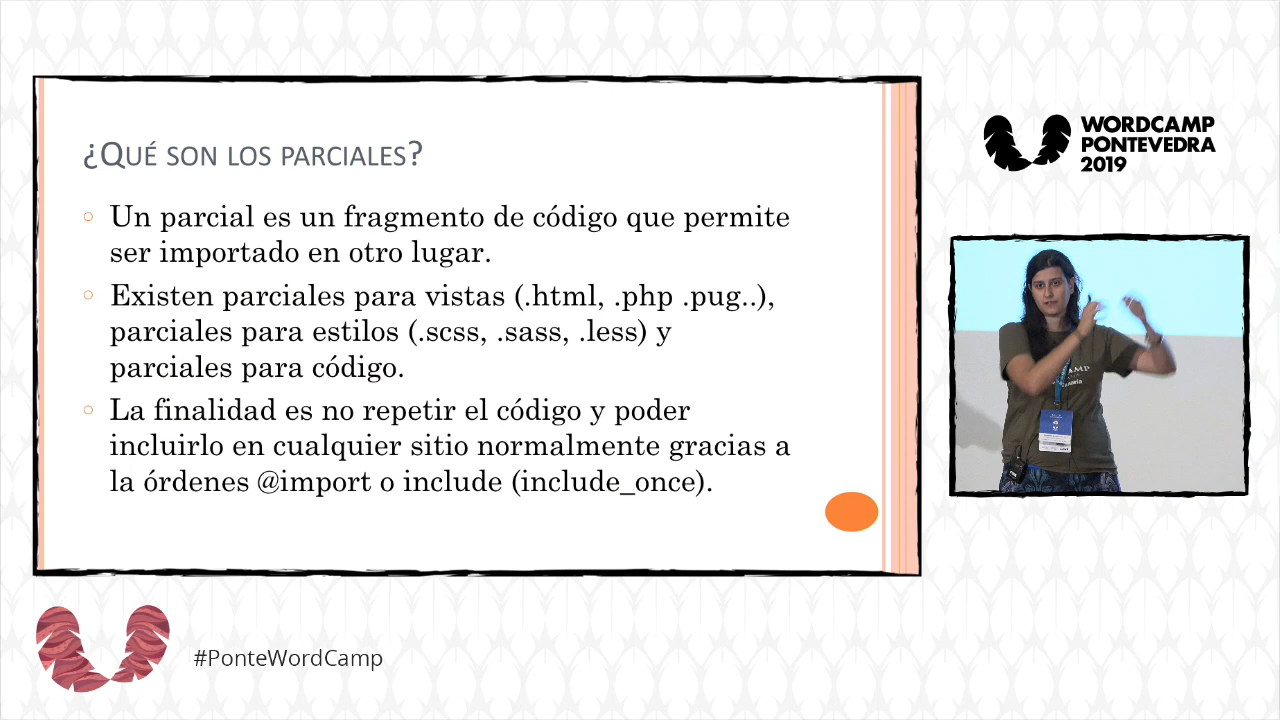 ¿QUÉ SON LOS PARCIALES?
Un parcial es un fragmento de código que permite
ser importado en otro lugar.
Existen parciales para vistas (.html, .php .pug..),
parciales para estilos (.scss, .sass, .less) y
parciales para código.
La finalidad es no repetir el código y poder
incluirlo en cualquier sitio normalmente gracias a
la órdenes @import o include (include_once).
WORDCAMP
PONTEVEDRA
2019
#PonteWordCamp